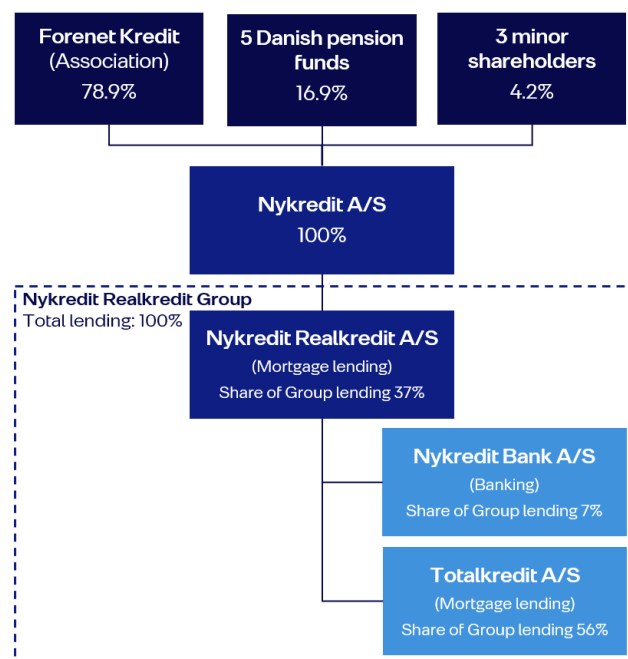 Forenet Kredit
(Association)
78.9%
5 Danish pension
funds
16.9%
3 minor
shareholders
4.2%
Nykredit A/S
100%
Nykredit Realkredit Group
Total lending: 100%
Nykredit Realkredit A/S
(Mortgage lending)
Share of Group lending 37%
Nykredit Bank A/S
(Banking)
Share of Group lending 7%
Totalkredit A/S
(Mortgage lending)
Share of Group lending 56%